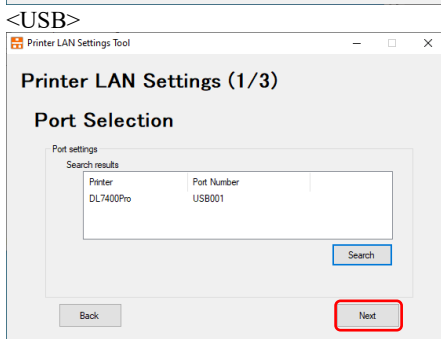 <USB>
Printer LAN Settings Tool
Printer LAN Settings (1/3)
Port Selection
Port settings
Search results
Printer Port Number
DL7400Pro USB001
Search
Back Next